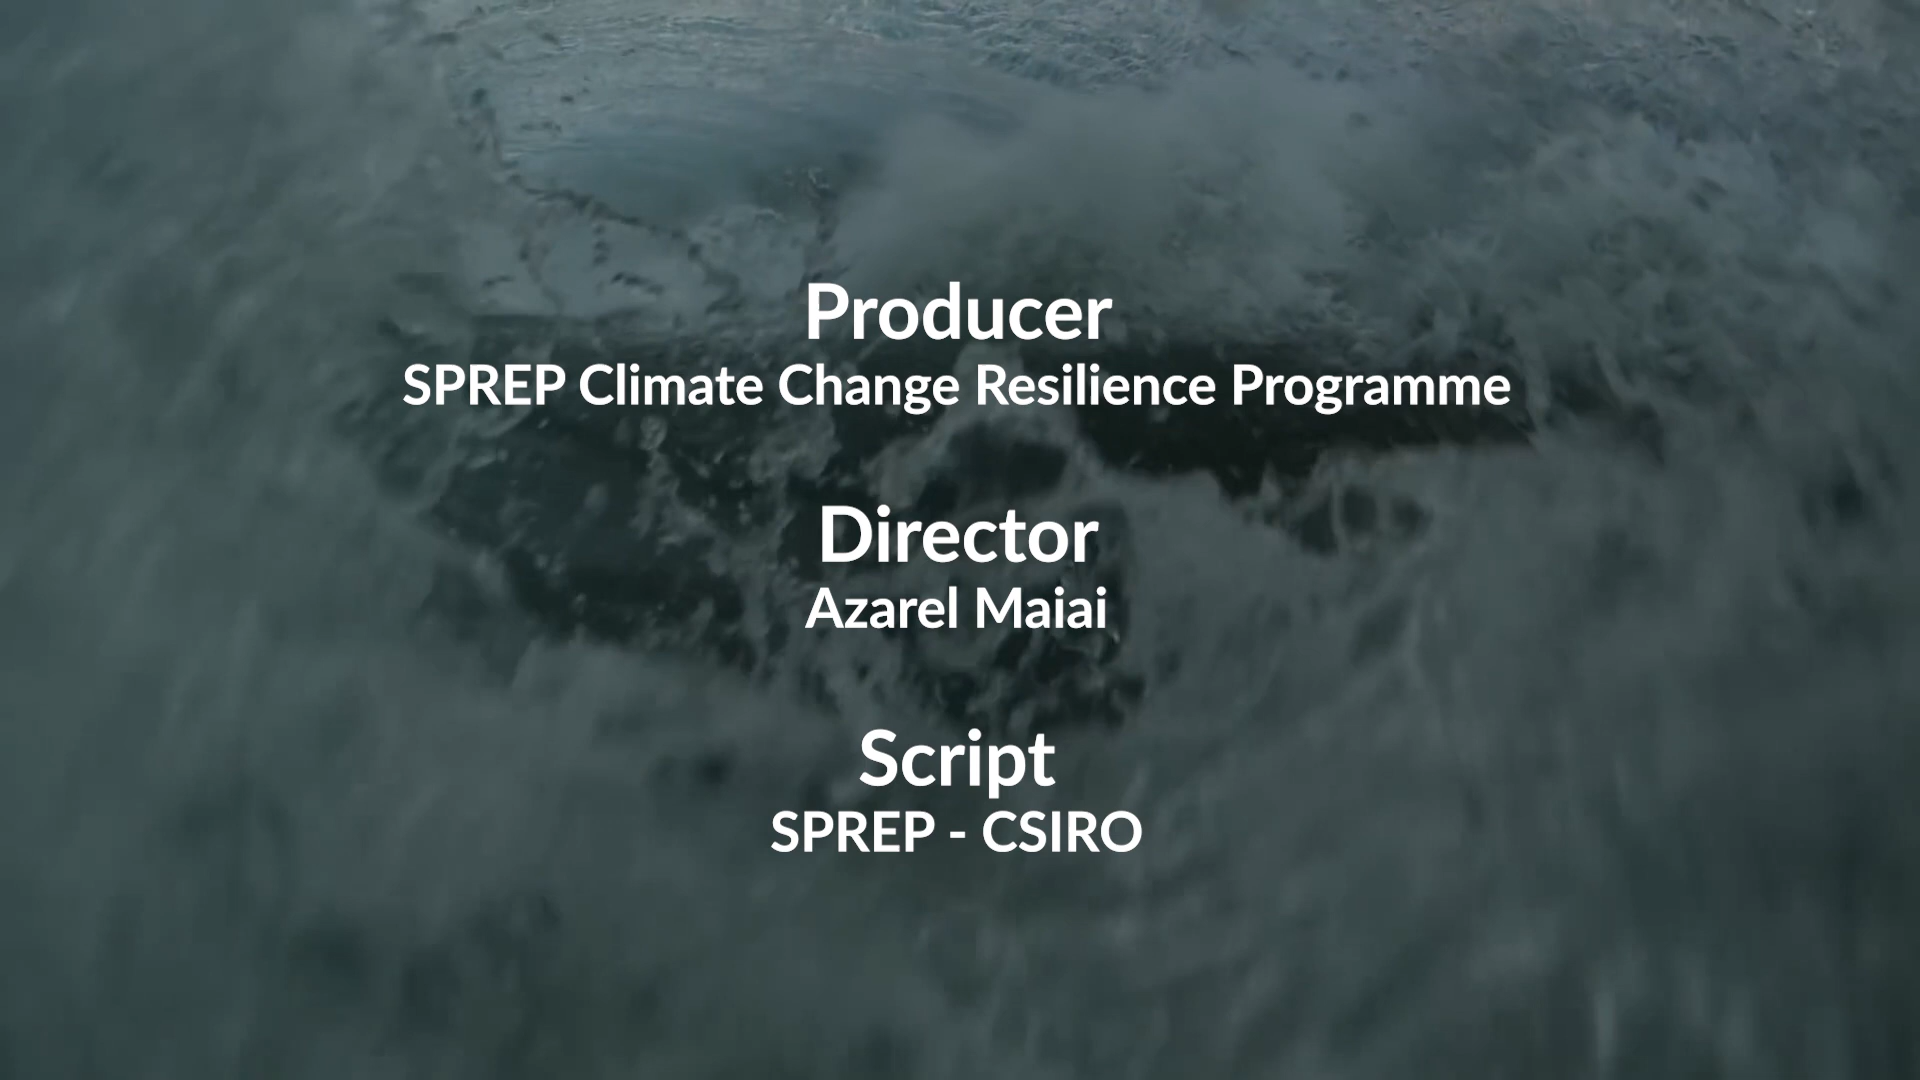 Producer
SPREP Climate Change Resilience Programme
Director
Azarel Maiai
Script
SPREP - CSIRO